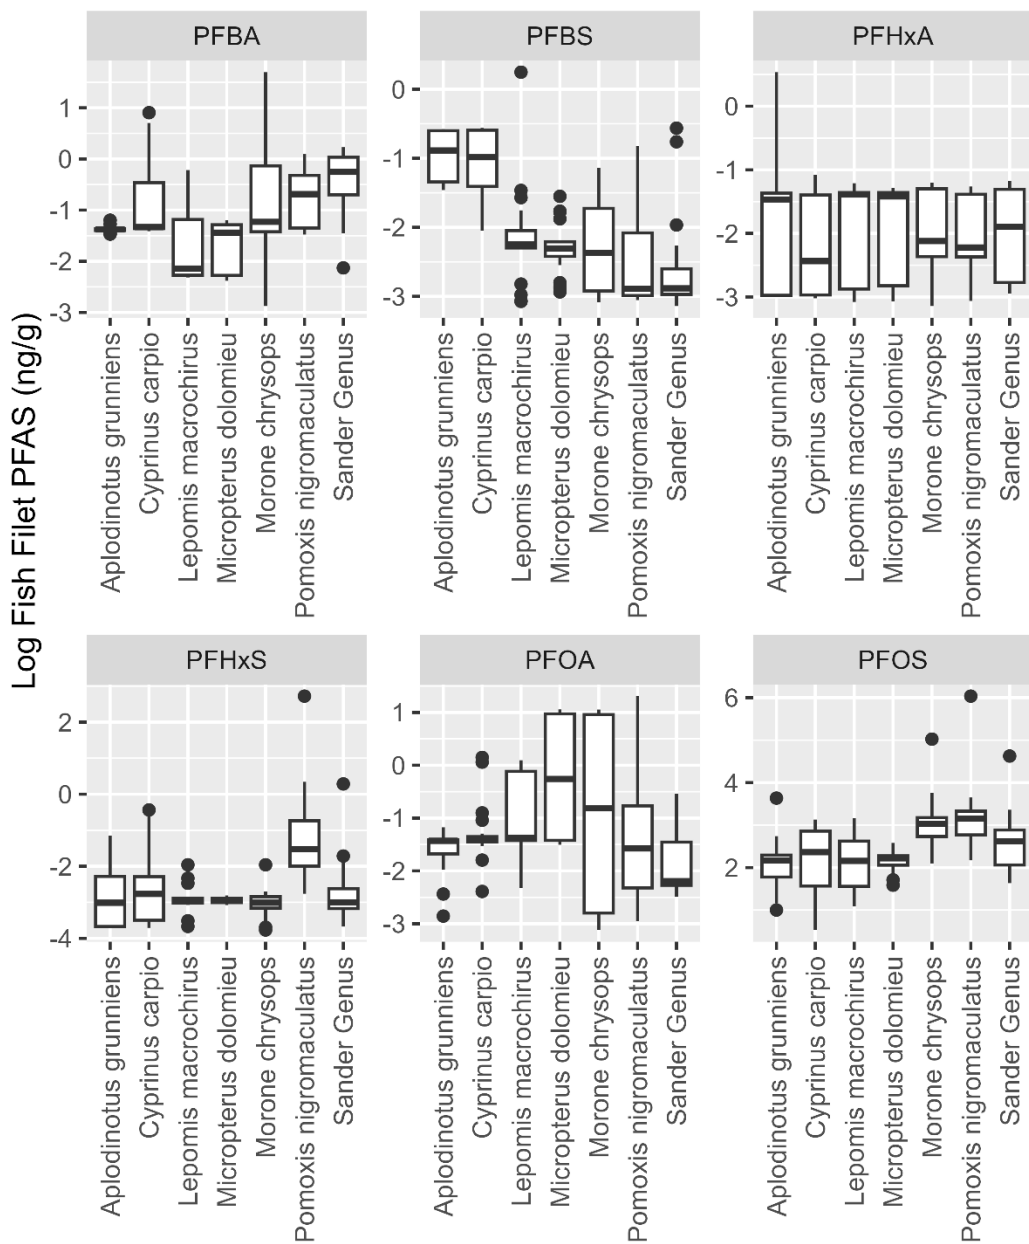 PFBA
PFBS
PFHxA
Log Fish Filet PFAS (ng/g)
1
0
-1
-2
-3
0
-1
-2
-3
0
-1
-2
-3
Aplodinotus grunniens
Cyprinus carpio
Lepomis macrochirus
Micropterus dolomieu
Morone chrysops
Pomoxis nigromaculatus
Sander Genus
Aplodinotus grunniens
Cyprinus carpio
Lepomis macrochirus
Micropterus dolomieu
Morone chrysops
Pomoxis nigromaculatus
Sander Genus
Aplodinotus grunniens
Cyprinus carpio
Lepomis macrochirus
Micropterus dolomieu
Morone chrysops
Pomoxis nigromaculatus
Sander Genus
PFHxS
PFOA
PFOS
2
0
-2
-4
1
0
-1
-2
-3
6
4
2
Aplodinotus grunniens
Cyprinus carpio
Lepomis macrochirus
Micropterus dolomieu
Morone chrysops
Pomoxis nigromaculatus
Sander Genus
Aplodinotus grunniens
Cyprinus carpio
Lepomis macrochirus
Micropterus dolomieu
Morone chrysops
Pomoxis nigromaculatus
Sander Genus
Aplodinotus grunniens
Cyprinus carpio
Lepomis macrochirus
Micropterus dolomieu
Morone chrysops
Pomoxis nigromaculatus
Sander Genus